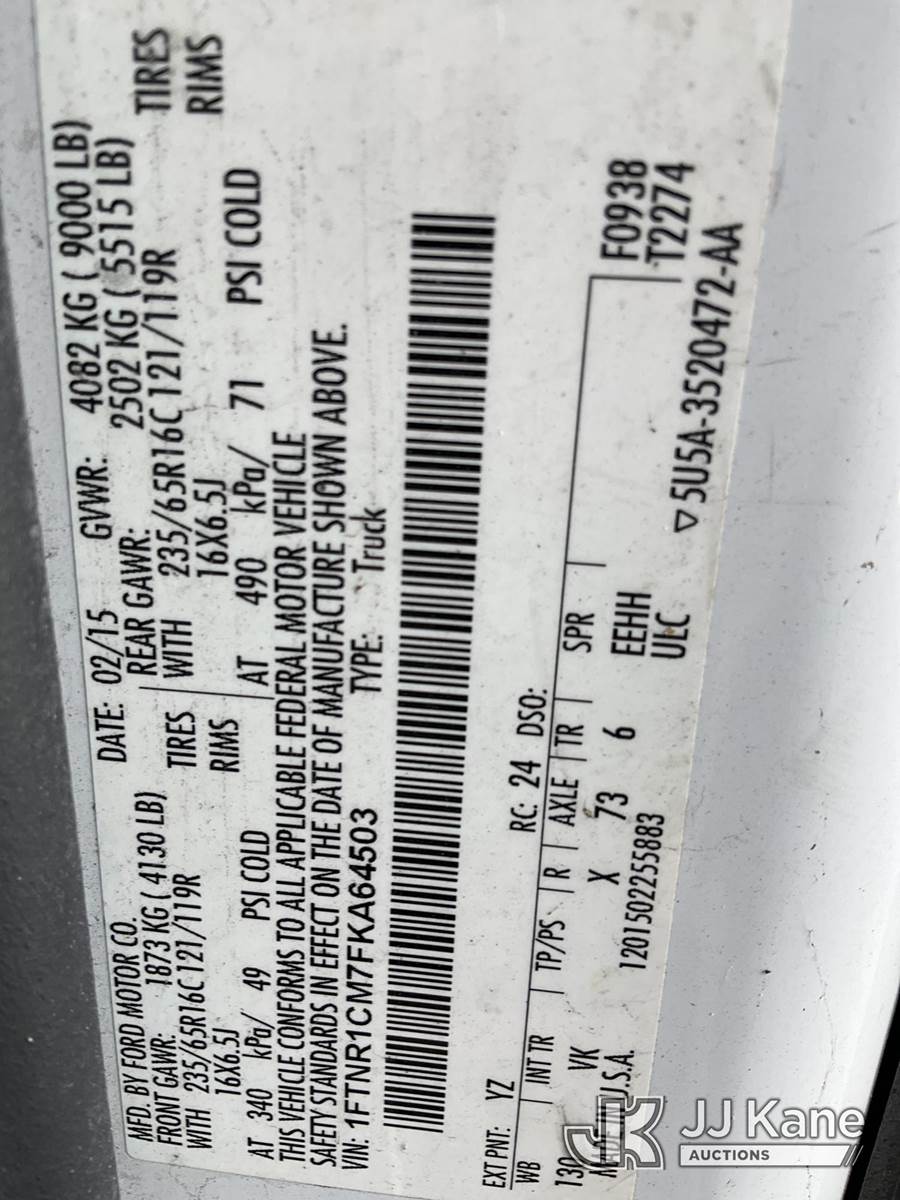 MFD. BY FORD MOTOR CO.
DATE: 02/15 GVWR: 4082 KG ( 9000 LB)
FRONT GAWR: 1873 KG ( 4130 LB)
REAR GAWR: 2502 KG ( 5515 LB)
WITH 235/65R16C 121/119R TIRES
WITH 235/65R16C 121/119R TIRES
16X6.5J RIMS
16X6.5J RIMS
AT 340 kPa/ 49 PSI COLD
AT 490 kPa/ 71 PSI COLD
THIS VEHICLE CONFORMS TO ALL APPLICABLE FEDERAL MOTOR VEHICLE
SAFETY STANDARDS IN EFFECT ON THE DATE OF MANUFACTURE SHOWN ABOVE.
VIN: 1FTNR1CM7FKA64503 TYPE: Truck
EXT PNT: YZ RC: 24 DSO:
F0938
WB INT TR TP/PS R AXLE TR SPR
T2274
130 VK X 73 6 EEHH
U.S.A. 1201502255883 ULC
5U5A-3520472-AA
JJ Kane
AUCTIONS